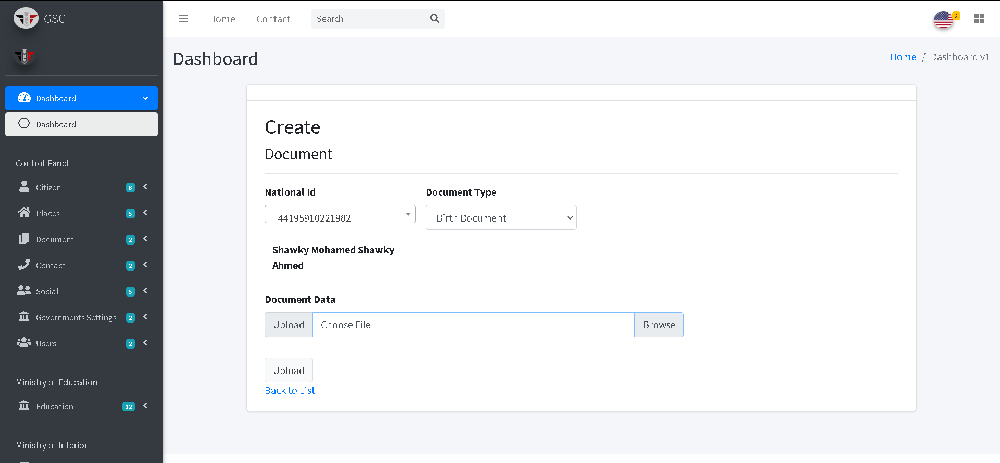 GSG
Home
Contact
Search
2
Dashboard
Home / Dashboard v1
Dashboard
Dashboard
Control Panel
Citizen 8
Places 5
Document 2
Contact 2
Social 5
Governments Settings 2
Users 2
Ministry of Education
Education 12
Ministry of Interior
Create
Document
National Id
Document Type
44195910221982
Birth Document
Shawky Mohamed Shawky
Ahmed
Document Data
Upload
Choose File
Browse
Upload
Back to List